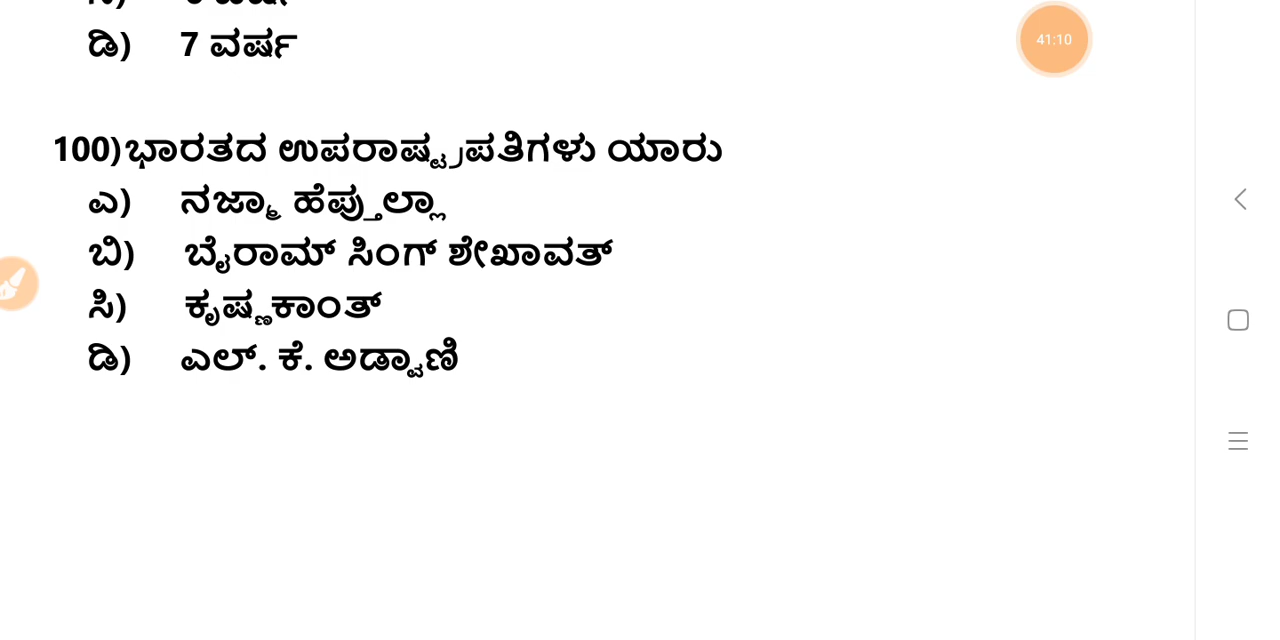 ಡಿ) 7 ವರ್ಷ
41:10
100)ಭಾರತದ ಉಪರಾಷ್ಟ್ರಪತಿಗಳು ಯಾರು
ಎ) ನಜ್ಮಾ ಹೆಪ್ತುಲ್ಲಾ
ಬಿ) ಬೈರಾಮ್ ಸಿಂಗ್ ಶೇಖಾವತ್
ಸಿ) ಕೃಷ್ಣಕಾಂತ್
ಡಿ) ಎಲ್. ಕೆ. ಅಡ್ವಾಣಿ